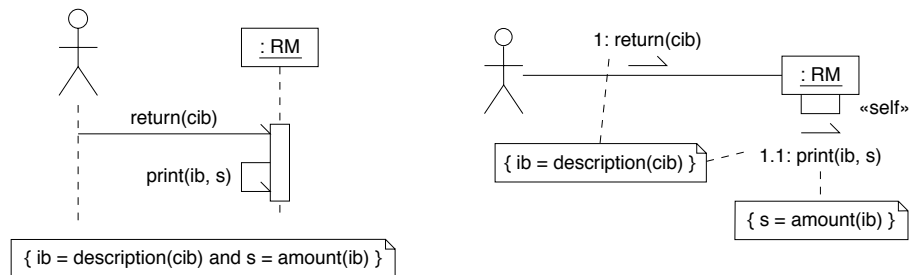 : RM
return(cib)
print(ib, s)
{ ib = description(cib) and s = amount(ib) }
1: return(cib)
: RM
«self»
{ ib = description(cib) }
1.1: print(ib, s)
{ s = amount(ib) }